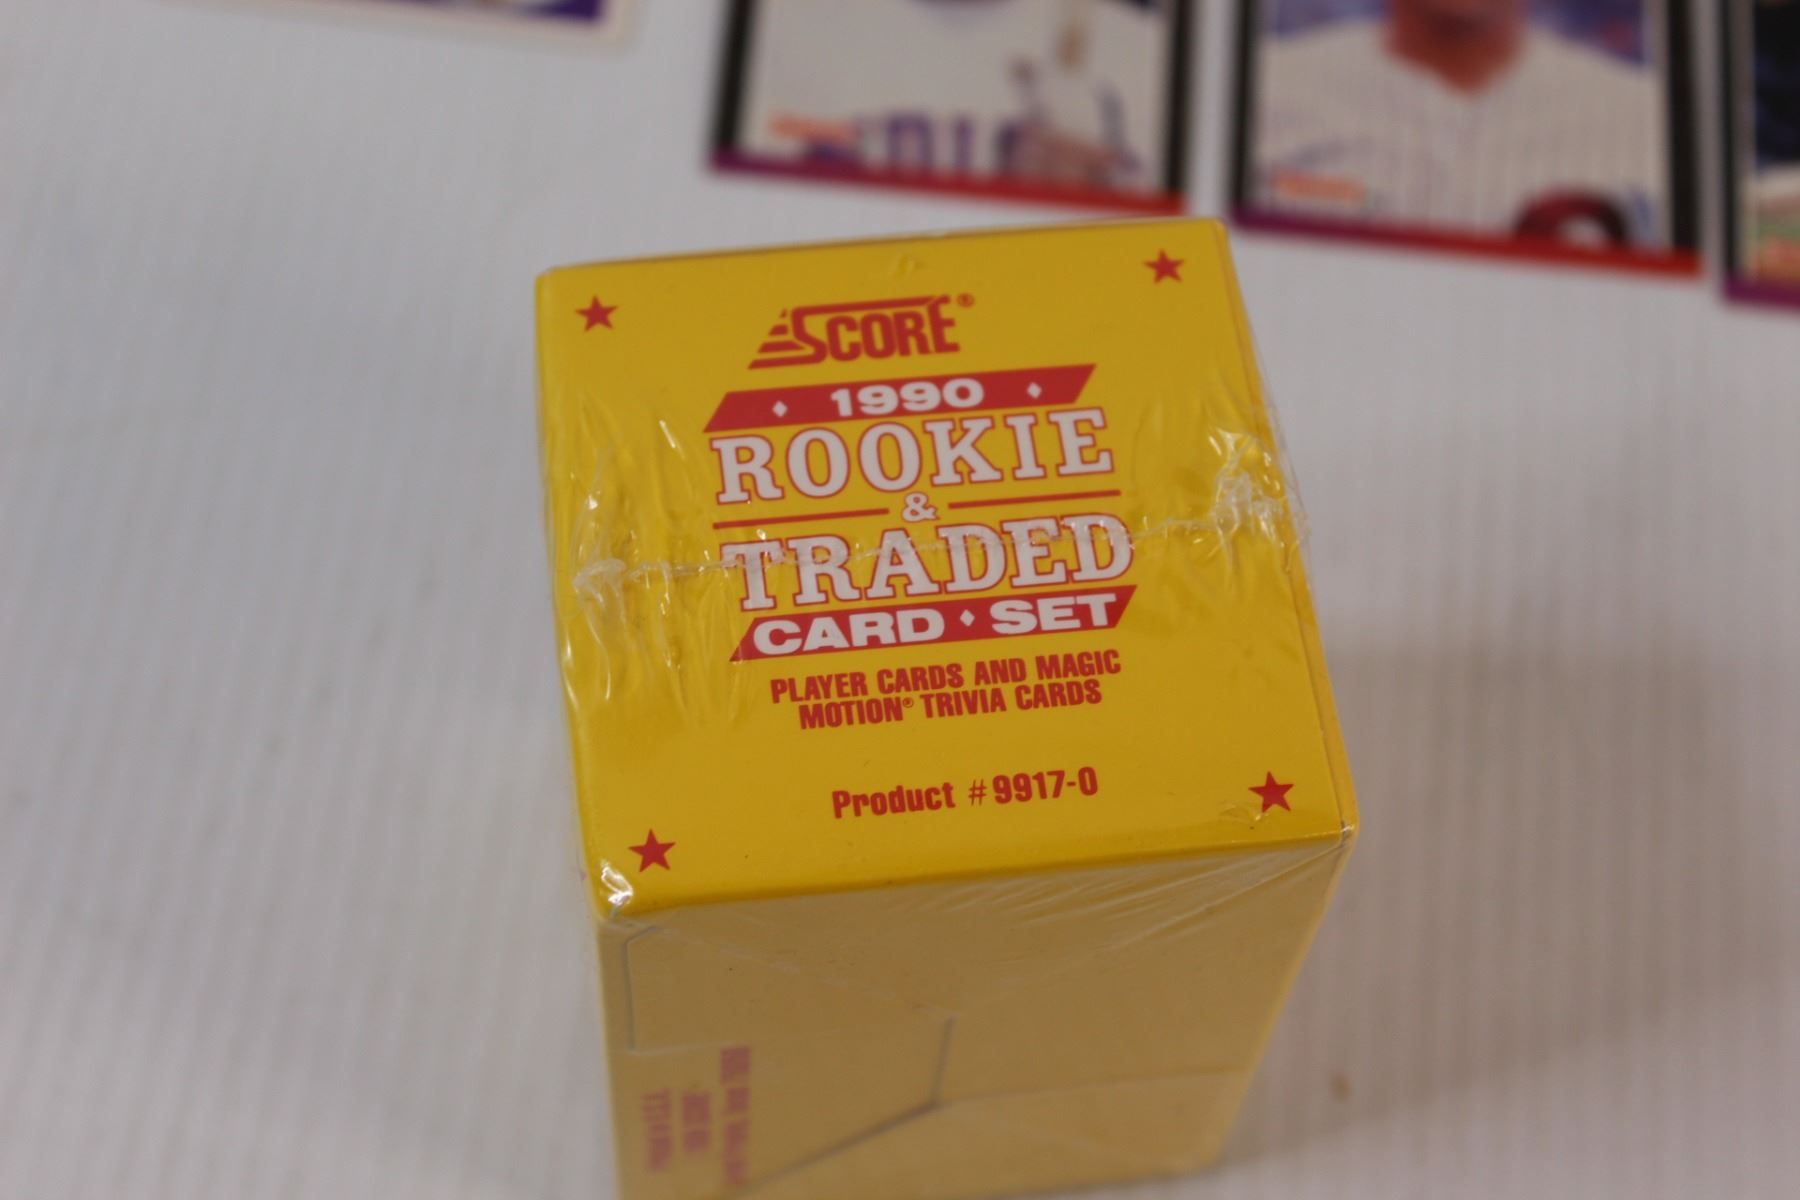 SCORE®
1990
ROOKIE
&
TRADED
CARD • SET
PLAYER CARDS AND MAGIC
MOTION® TRIVIA CARDS
Product #9917-0